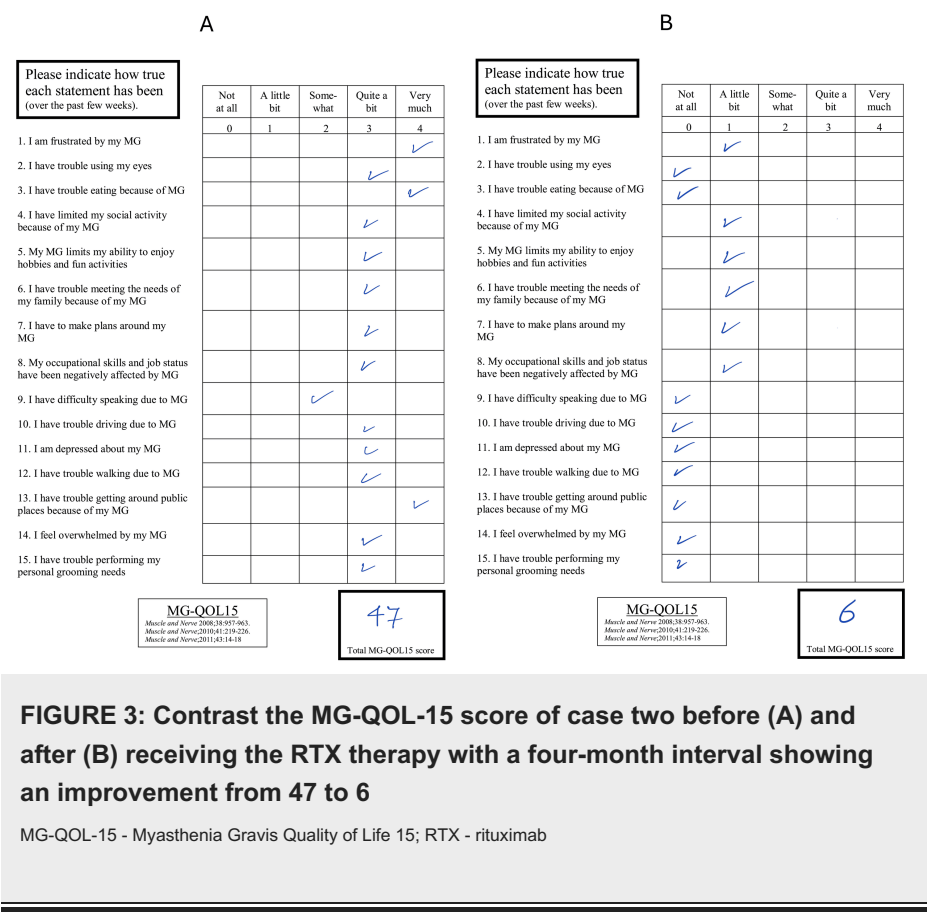 A
Please indicate how true
each statement has been
(over the past few weeks).
Not
at all
A little
bit
Some-
what
Quite a
bit
Very
much
0 1 2 3 4
1. I am frustrated by my MG
2. I have trouble using my eyes
3. I have trouble eating because of MG
4. I have limited my social activity
because of my MG
5. My MG limits my ability to enjoy
hobbies and fun activities
6. I have trouble meeting the needs of
my family because of my MG
7. I have to make plans around my
MG
8. My occupational skills and job status
have been negatively affected by MG
9. I have difficulty speaking due to MG
10. I have trouble driving due to MG
11. I am depressed about my MG
12. I have trouble walking due to MG
13. I have trouble getting around public
places because of my MG
14. I feel overwhelmed by my MG
15. I have trouble performing my
personal grooming needs
MG-QOL15
Muscle and Nerve 2008;38:957-963.
Muscle and Nerve;2010;41:219-226.
Muscle and Nerve;2011;43:14-18
47
Total MG-QOL15 score
B
Please indicate how true
each statement has been
(over the past few weeks).
Not
at all
A little
bit
Some-
what
Quite a
bit
Very
much
0 1 2 3 4
1. I am frustrated by my MG
2. I have trouble using my eyes
3. I have trouble eating because of MG
4. I have limited my social activity
because of my MG
5. My MG limits my ability to enjoy
hobbies and fun activities
6. I have trouble meeting the needs of
my family because of my MG
7. I have to make plans around my
MG
8. My occupational skills and job status
have been negatively affected by MG
9. I have difficulty speaking due to MG
10. I have trouble driving due to MG
11. I am depressed about my MG
12. I have trouble walking due to MG
13. I have trouble getting around public
places because of my MG
14. I feel overwhelmed by my MG
15. I have trouble performing my
personal grooming needs
MG-QOL15
Muscle and Nerve 2008;38:957-963.
Muscle and Nerve;2010;41:219-226.
Muscle and Nerve;2011;43:14-18
6
Total MG-QOL15 score
FIGURE 3: Contrast the MG-QOL-15 score of case two before (A) and
after (B) receiving the RTX therapy with a four-month interval showing
an improvement from 47 to 6
MG-QOL-15 - Myasthenia Gravis Quality of Life 15; RTX - rituximab